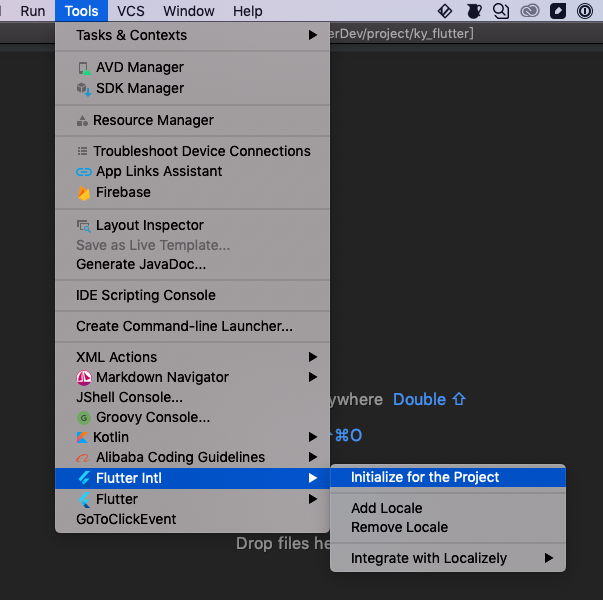 Run Tools VCS Window Help
Tasks & Contexts
erDev/project/ky_flutter]
AVD Manager
SDK Manager
Resource Manager
Troubleshoot Device Connections
App Links Assistant
Firebase
Layout Inspector
Save as Live Template...
Generate JavaDoc...
IDE Scripting Console
Create Command-line Launcher...
XML Actions
Markdown Navigator
JShell Console...
G Groovy Console...
Kotlin
Alibaba Coding Guidelines
Flutter Intl
Flutter
GoToClickEvent
ywhere Double ⇧
⌘O
Initialize for the Project
Add Locale
Remove Locale
Integrate with Localizely
Drop files he